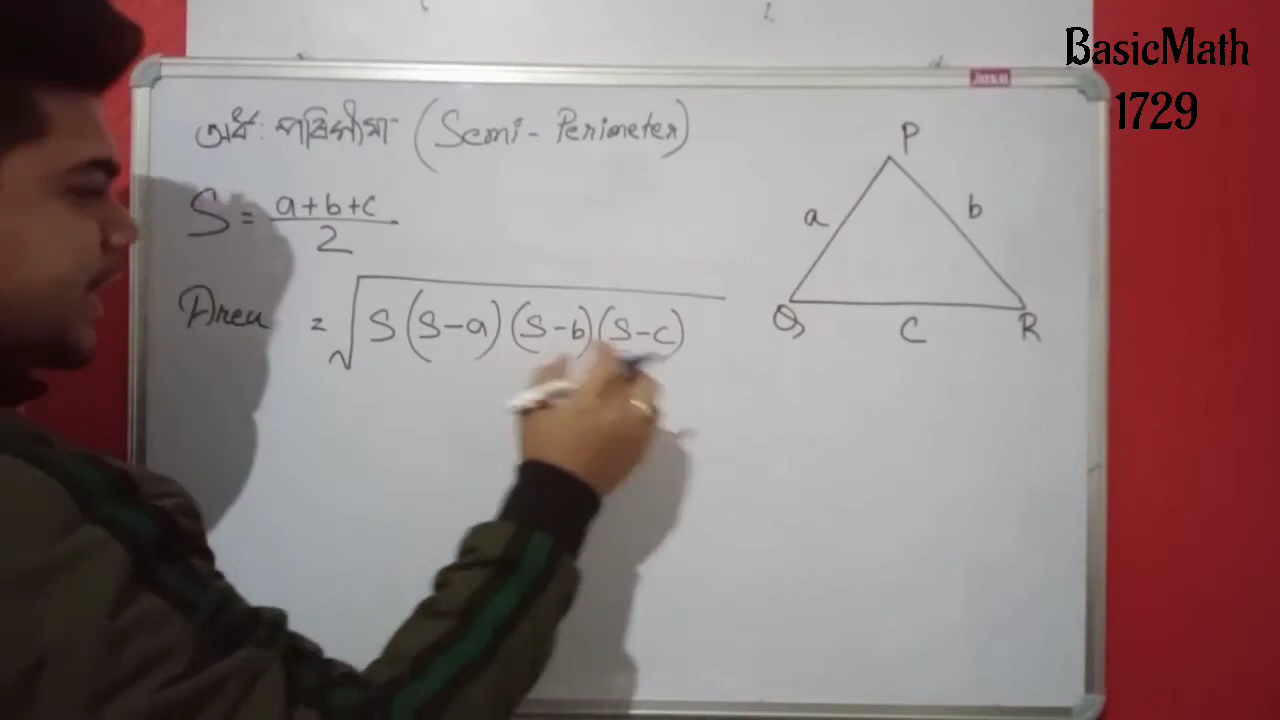 BasicMath
1729
অর্ধ: পরিসীমা (Semi-Perimeter)
S = a+b+c
2
Area = √S(S-a)(S-b)(S-c)
P
a
b
Q
C
R